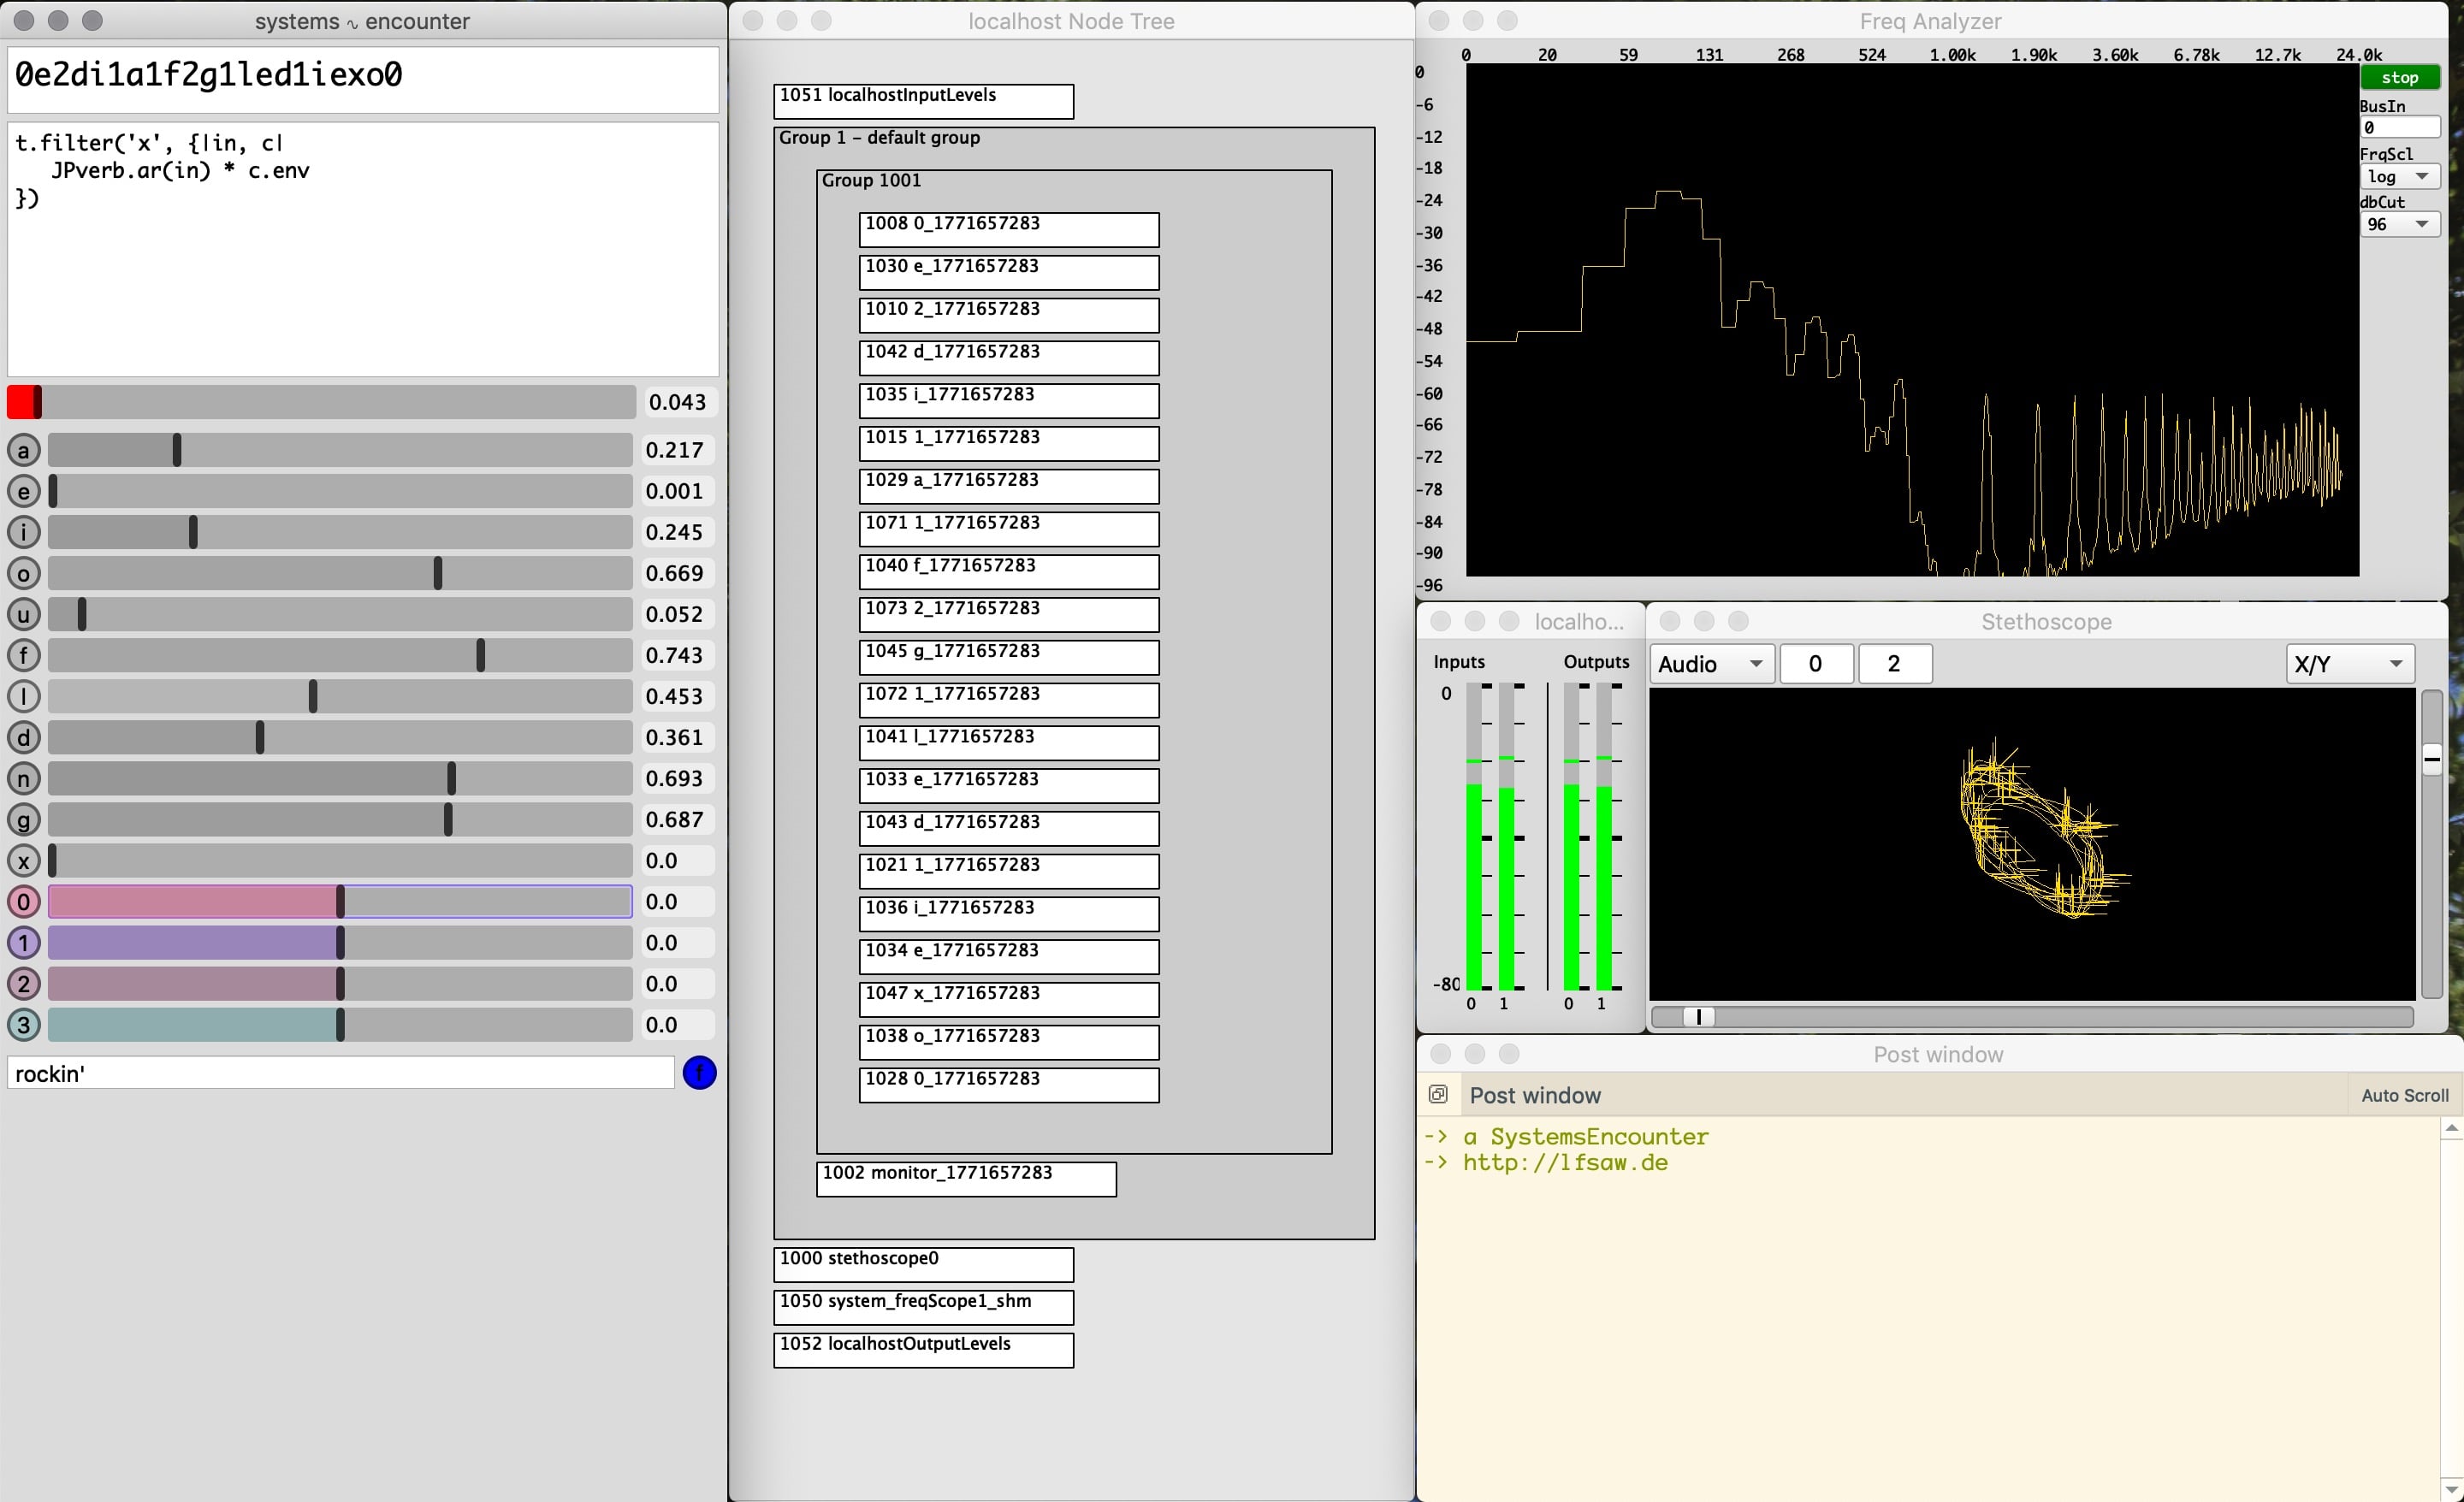 systems ∿ encounter
0e2di1a1f2g1led1iexo0
t.filter('x', {|in, c|
JPverb.ar(in) * c.env
})
0.043
a 0.217
e 0.001
i 0.245
o 0.669
u 0.052
f 0.743
l 0.453
d 0.361
n 0.693
g 0.687
x 0.0
0 0.0
1 0.0
2 0.0
3 0.0
rockin' f
localhost Node Tree
1051 localhostInputLevels
Group 1 - default group
Group 1001
1008 0_1771657283
1030 e_1771657283
1010 2_1771657283
1042 d_1771657283
1035 i_1771657283
1015 1_1771657283
1029 a_1771657283
1071 1_1771657283
1040 f_1771657283
1073 2_1771657283
1045 g_1771657283
1072 1_1771657283
1041 l_1771657283
1033 e_1771657283
1043 d_1771657283
1021 1_1771657283
1036 i_1771657283
1034 e_1771657283
1047 x_1771657283
1038 o_1771657283
1028 0_1771657283
1002 monitor_1771657283
1000 stethoscope0
1050 system_freqScope1_shm
1052 localhostOutputLevels
Freq Analyzer
0 20 59 131 268 524 1.00k 1.90k 3.60k 6.78k 12.7k 24.0k
0
-6
-12
-18
-24
-30
-36
-42
-48
-54
-60
-66
-72
-78
-84
-90
-96
stop
BusIn
0
FrqScl
log
dbCut
96
localho...
Inputs Outputs
0
-80
0 1 0 1
Stethoscope
Audio 0 2 X/Y
Post window
Post window Auto Scroll
-> a SystemsEncounter
-> http://lfsaw.de